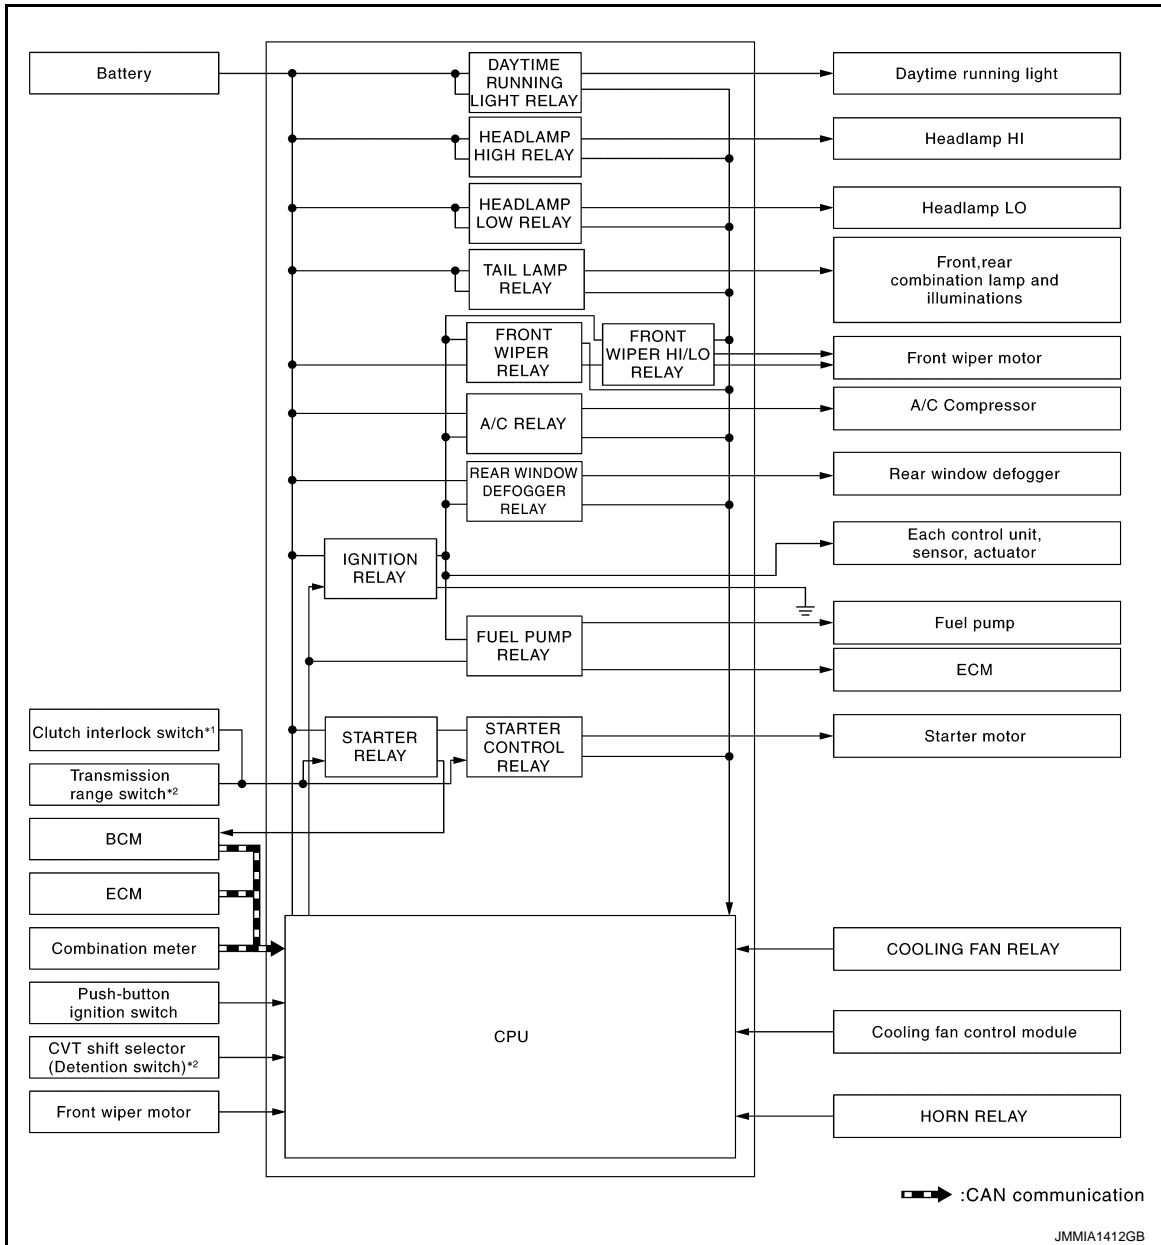 Battery
DAYTIME
RUNNING
LIGHT RELAY
Daytime running light
HEADLAMP
HIGH RELAY
Headlamp HI
HEADLAMP
LOW RELAY
Headlamp LO
TAIL LAMP
RELAY
Front,rear
combination lamp and
illuminations
FRONT
WIPER
RELAY
FRONT
WIPER HI/LO
RELAY
Front wiper motor
A/C RELAY
A/C Compressor
REAR WINDOW
DEFOGGER
RELAY
Rear window defogger
IGNITION
RELAY
Each control unit,
sensor, actuator
FUEL PUMP
RELAY
Fuel pump
ECM
Clutch interlock switch*1
Transmission
range switch*2
STARTER
RELAY
STARTER
CONTROL
RELAY
Starter motor
BCM
ECM
Combination meter
Push-button
ignition switch
CVT shift selector
(Detention switch)*2
Front wiper motor
CPU
COOLING FAN RELAY
Cooling fan control module
HORN RELAY
:CAN communication
JMMIA1412GB